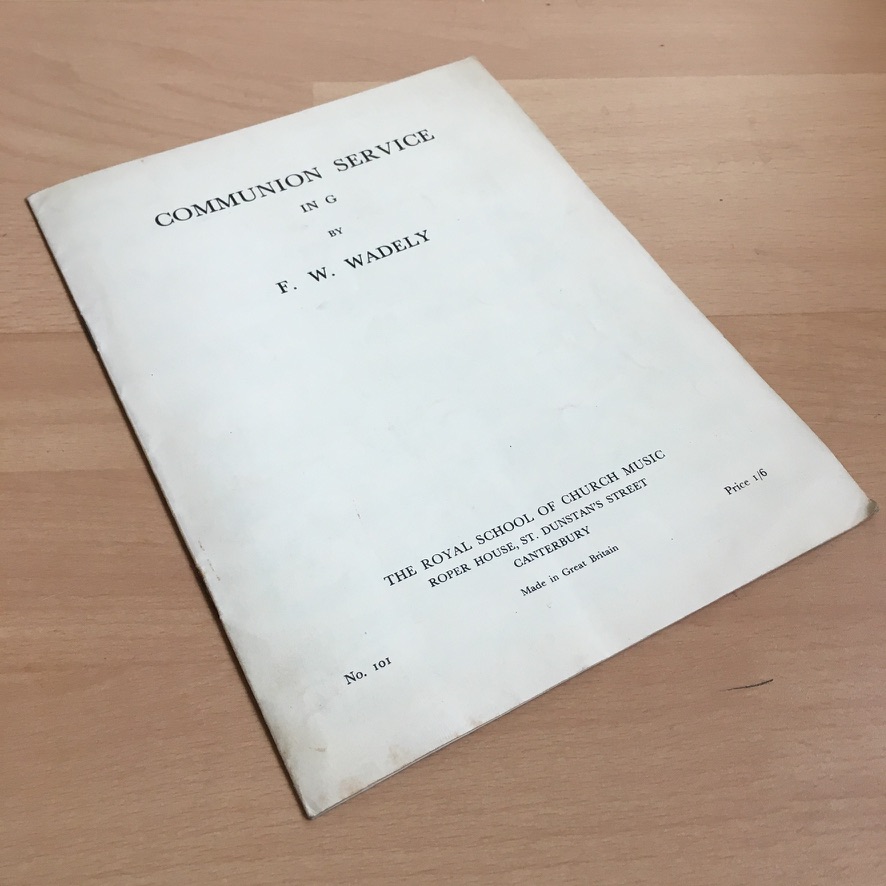 COMMUNION SERVICE
IN G
BY
F. W. WADELY
THE ROYAL SCHOOL OF CHURCH MUSIC
ROPER HOUSE, ST. DUNSTAN'S STREET
CANTERBURY
Made in Great Britain
Price 1/6
No. 101